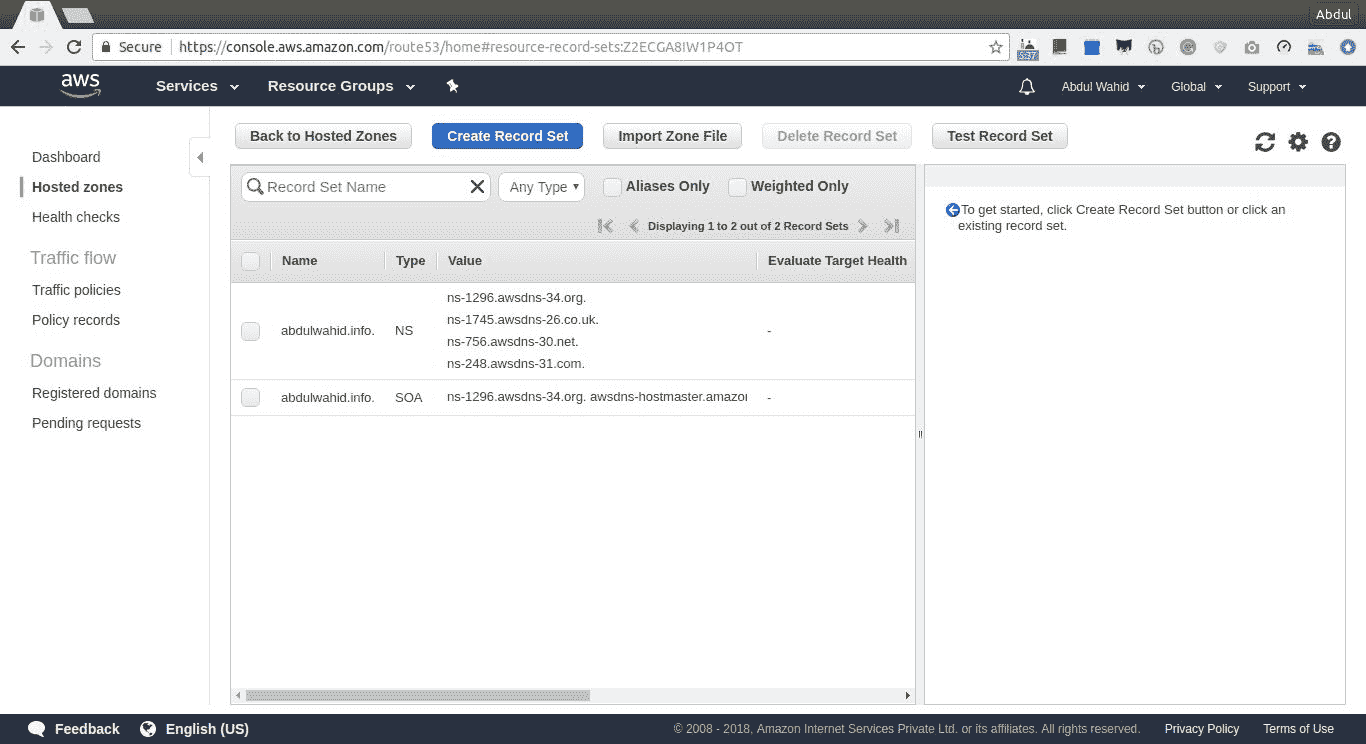 Abdul
Secure https://console.aws.amazon.com/route53/home#resource-record-sets:Z2ECGA8IW1P4OT
5:37
aws Services Resource Groups Abdul Wahid Global Support
Dashboard
Hosted zones
Health checks
Traffic flow
Traffic policies
Policy records
Domains
Registered domains
Pending requests
Back to Hosted Zones Create Record Set Import Zone File Delete Record Set Test Record Set
Record Set Name Any Type Aliases Only Weighted Only
Displaying 1 to 2 out of 2 Record Sets
Name Type Value Evaluate Target Health
abdulwahid.info. NS
ns-1296.awsdns-34.org.
ns-1745.awsdns-26.co.uk.
ns-756.awsdns-30.net.
ns-248.awsdns-31.com.
-
abdulwahid.info. SOA ns-1296.awsdns-34.org. awsdns-hostmaster.amazon -
To get started, click Create Record Set button or click an
existing record set.
Feedback English (US) © 2008 - 2018, Amazon Internet Services Private Ltd. or its affiliates. All rights reserved. Privacy Policy Terms of Use